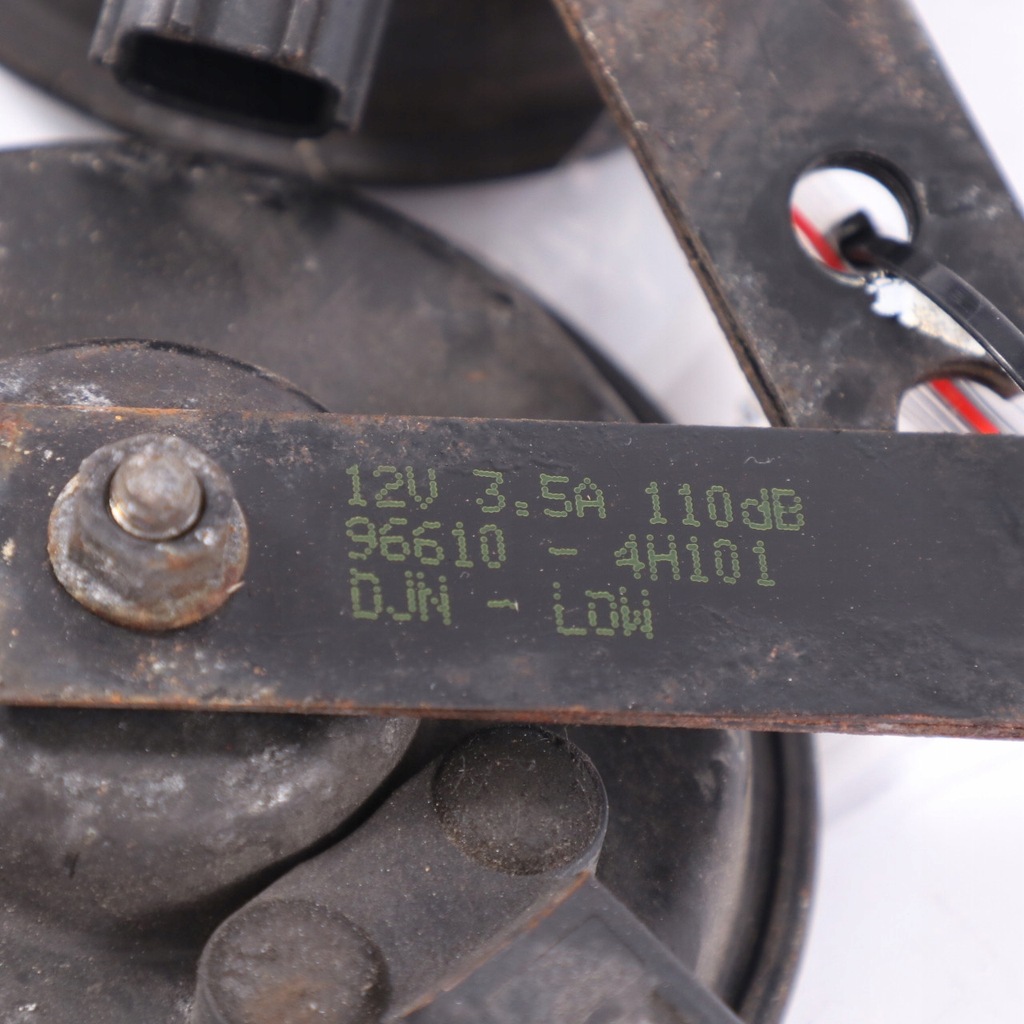 12V 3.5A 110dB
96610 - 4H101
DJN - LOW